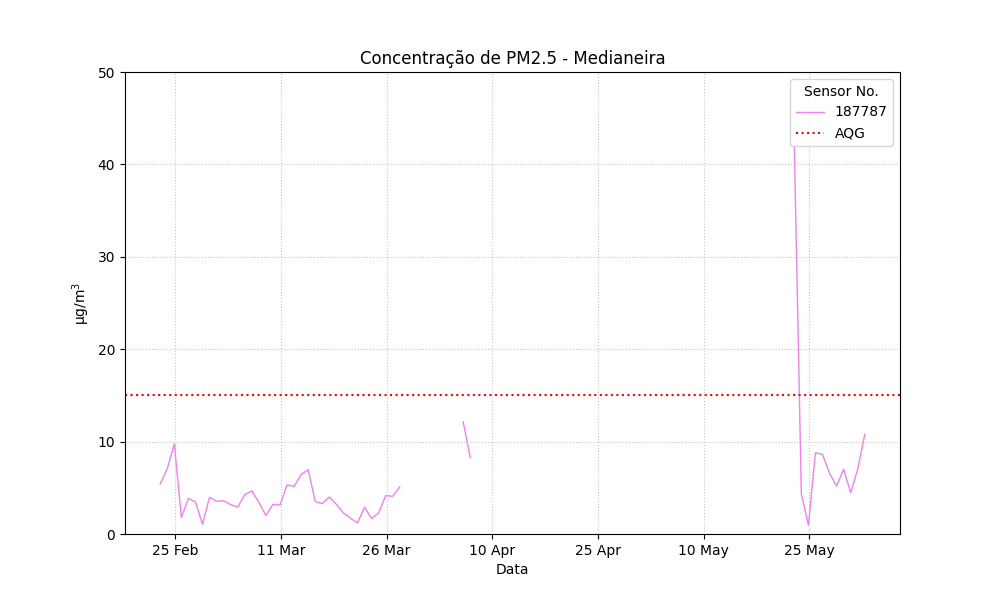 Concentração de PM2.5 - Medianeira
50
40
30
20
10
0
µg/m³
Sensor No.
187787
AQG
25 Feb
11 Mar
26 Mar
10 Apr
25 Apr
10 May
25 May
Data